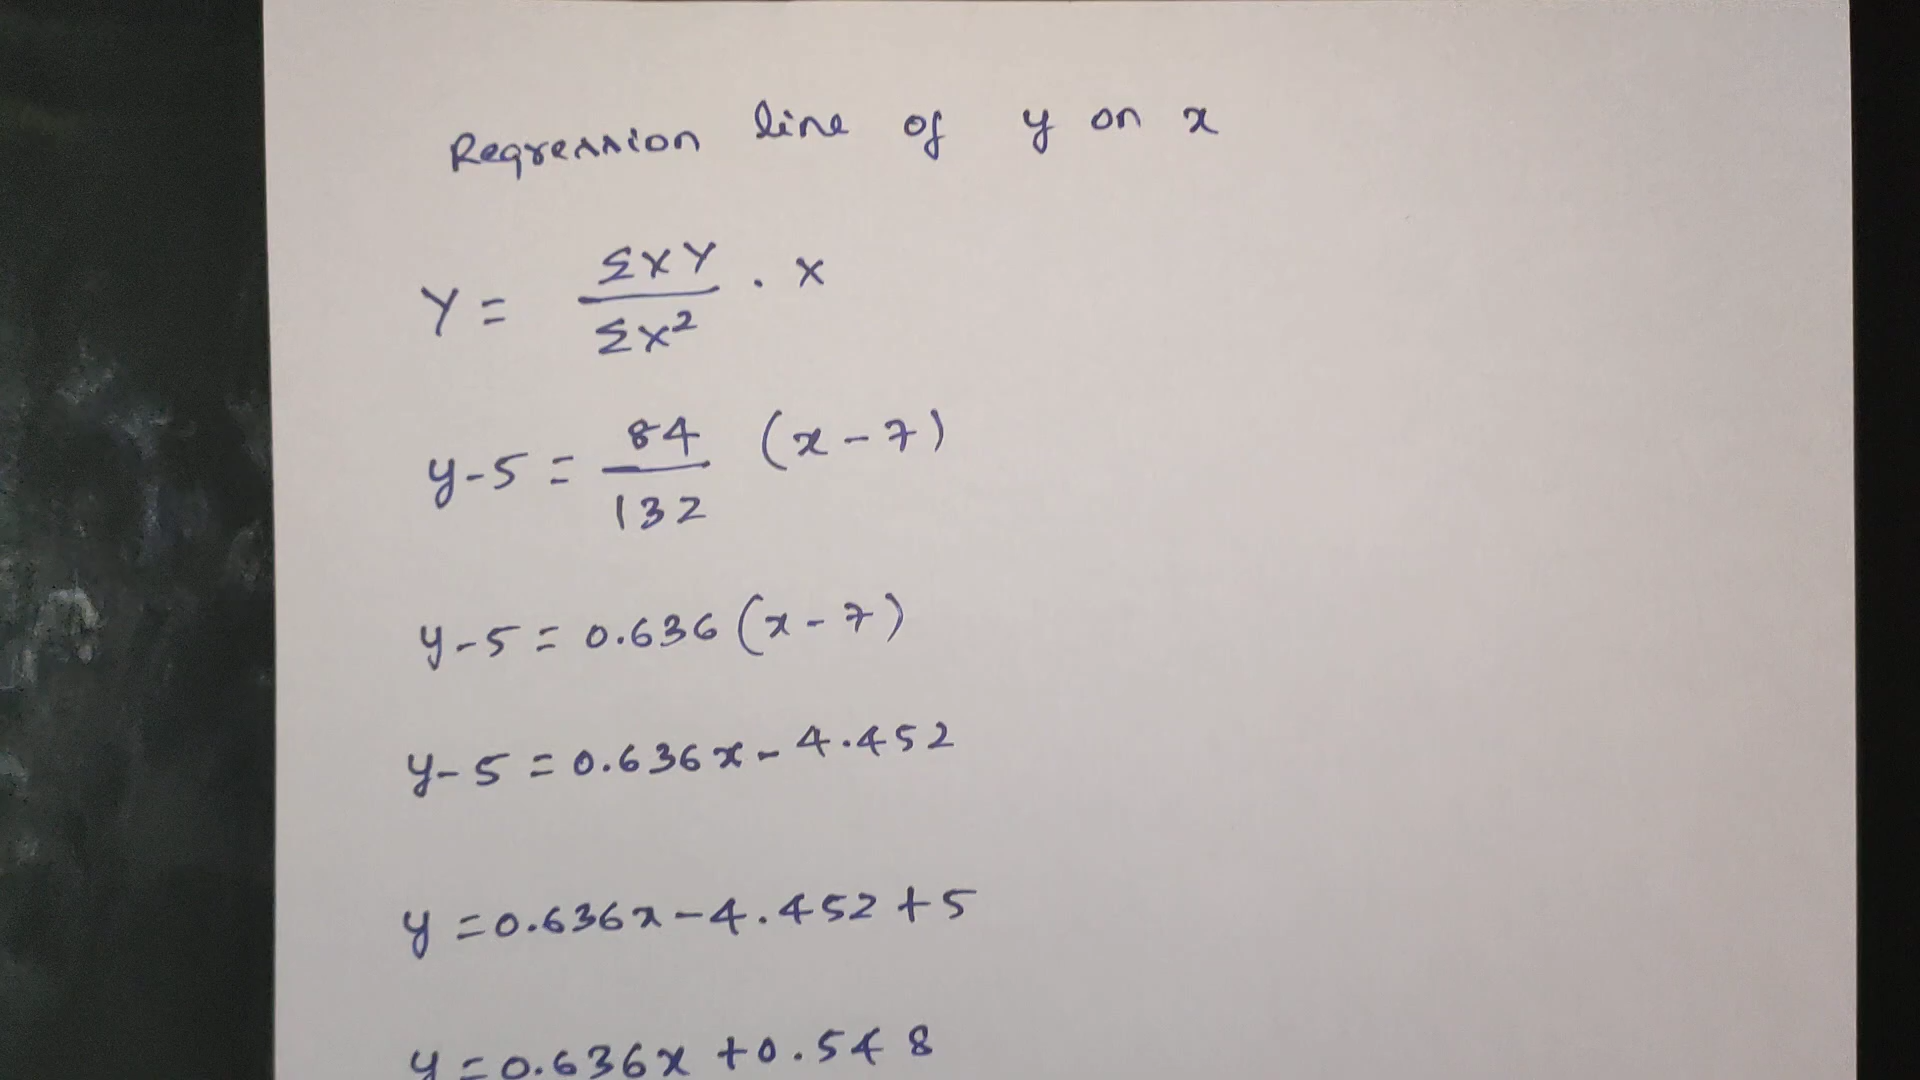 Regression line of y on x
Y = ΣXY / ΣX² . X
y-5 = 84 / 132 (x-7)
y-5 = 0.636 (x-7)
y-5 = 0.636x - 4.452
y = 0.636x - 4.452 + 5
y = 0.636x + 0.548